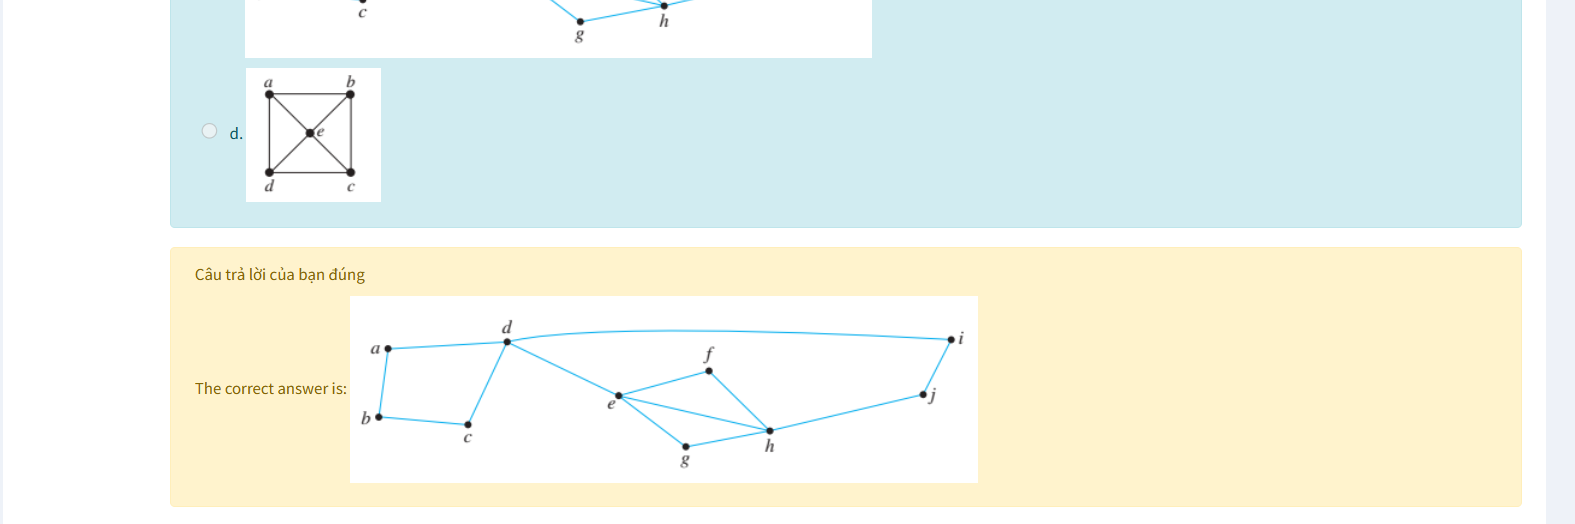 c
h
g
a b
d. e
d c
Câu trả lời của bạn đúng
d
i
a
f
The correct answer is:
e
j
b
c
h
g